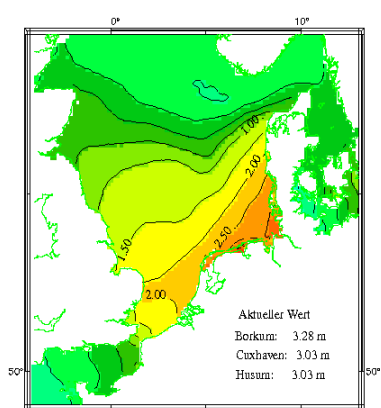 0° 10°
1.00
2.00
1.50
2.50
2.00
Aktueller Wert
Borkum: 3.28 m
Cuxhaven: 3.03 m
Husum: 3.03 m
50° 50°